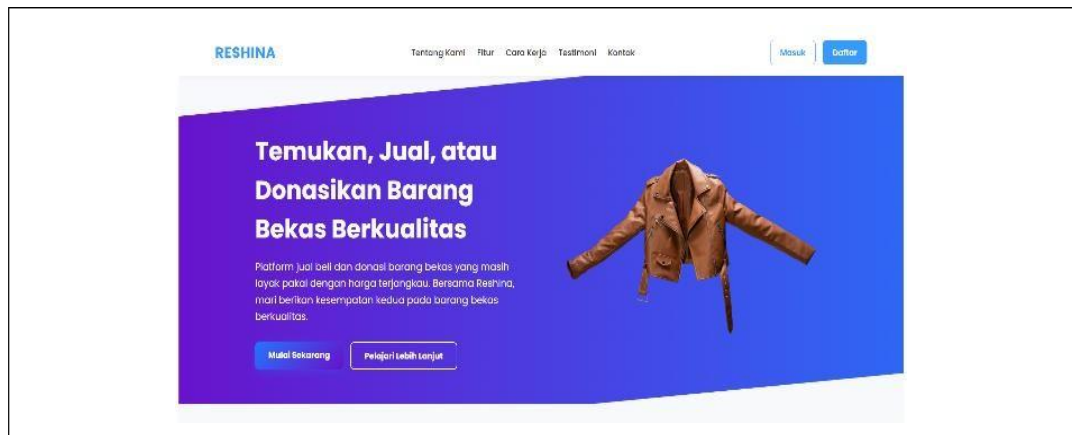 RESHINA
Tentang Kami Fitur Cara Kerja Testimoni Kontak
Masuk Daftar
Temukan, Jual, atau
Donasikan Barang
Bekas Berkualitas
Platform jual beli dan donasi barang bekas yang masih
layak pakai dengan harga terjangkau. Bersama Reshina,
mari berikan kesempatan kedua pada barang bekas
berkualitas.
Mulai Sekarang Pelajari Lebih Lanjut